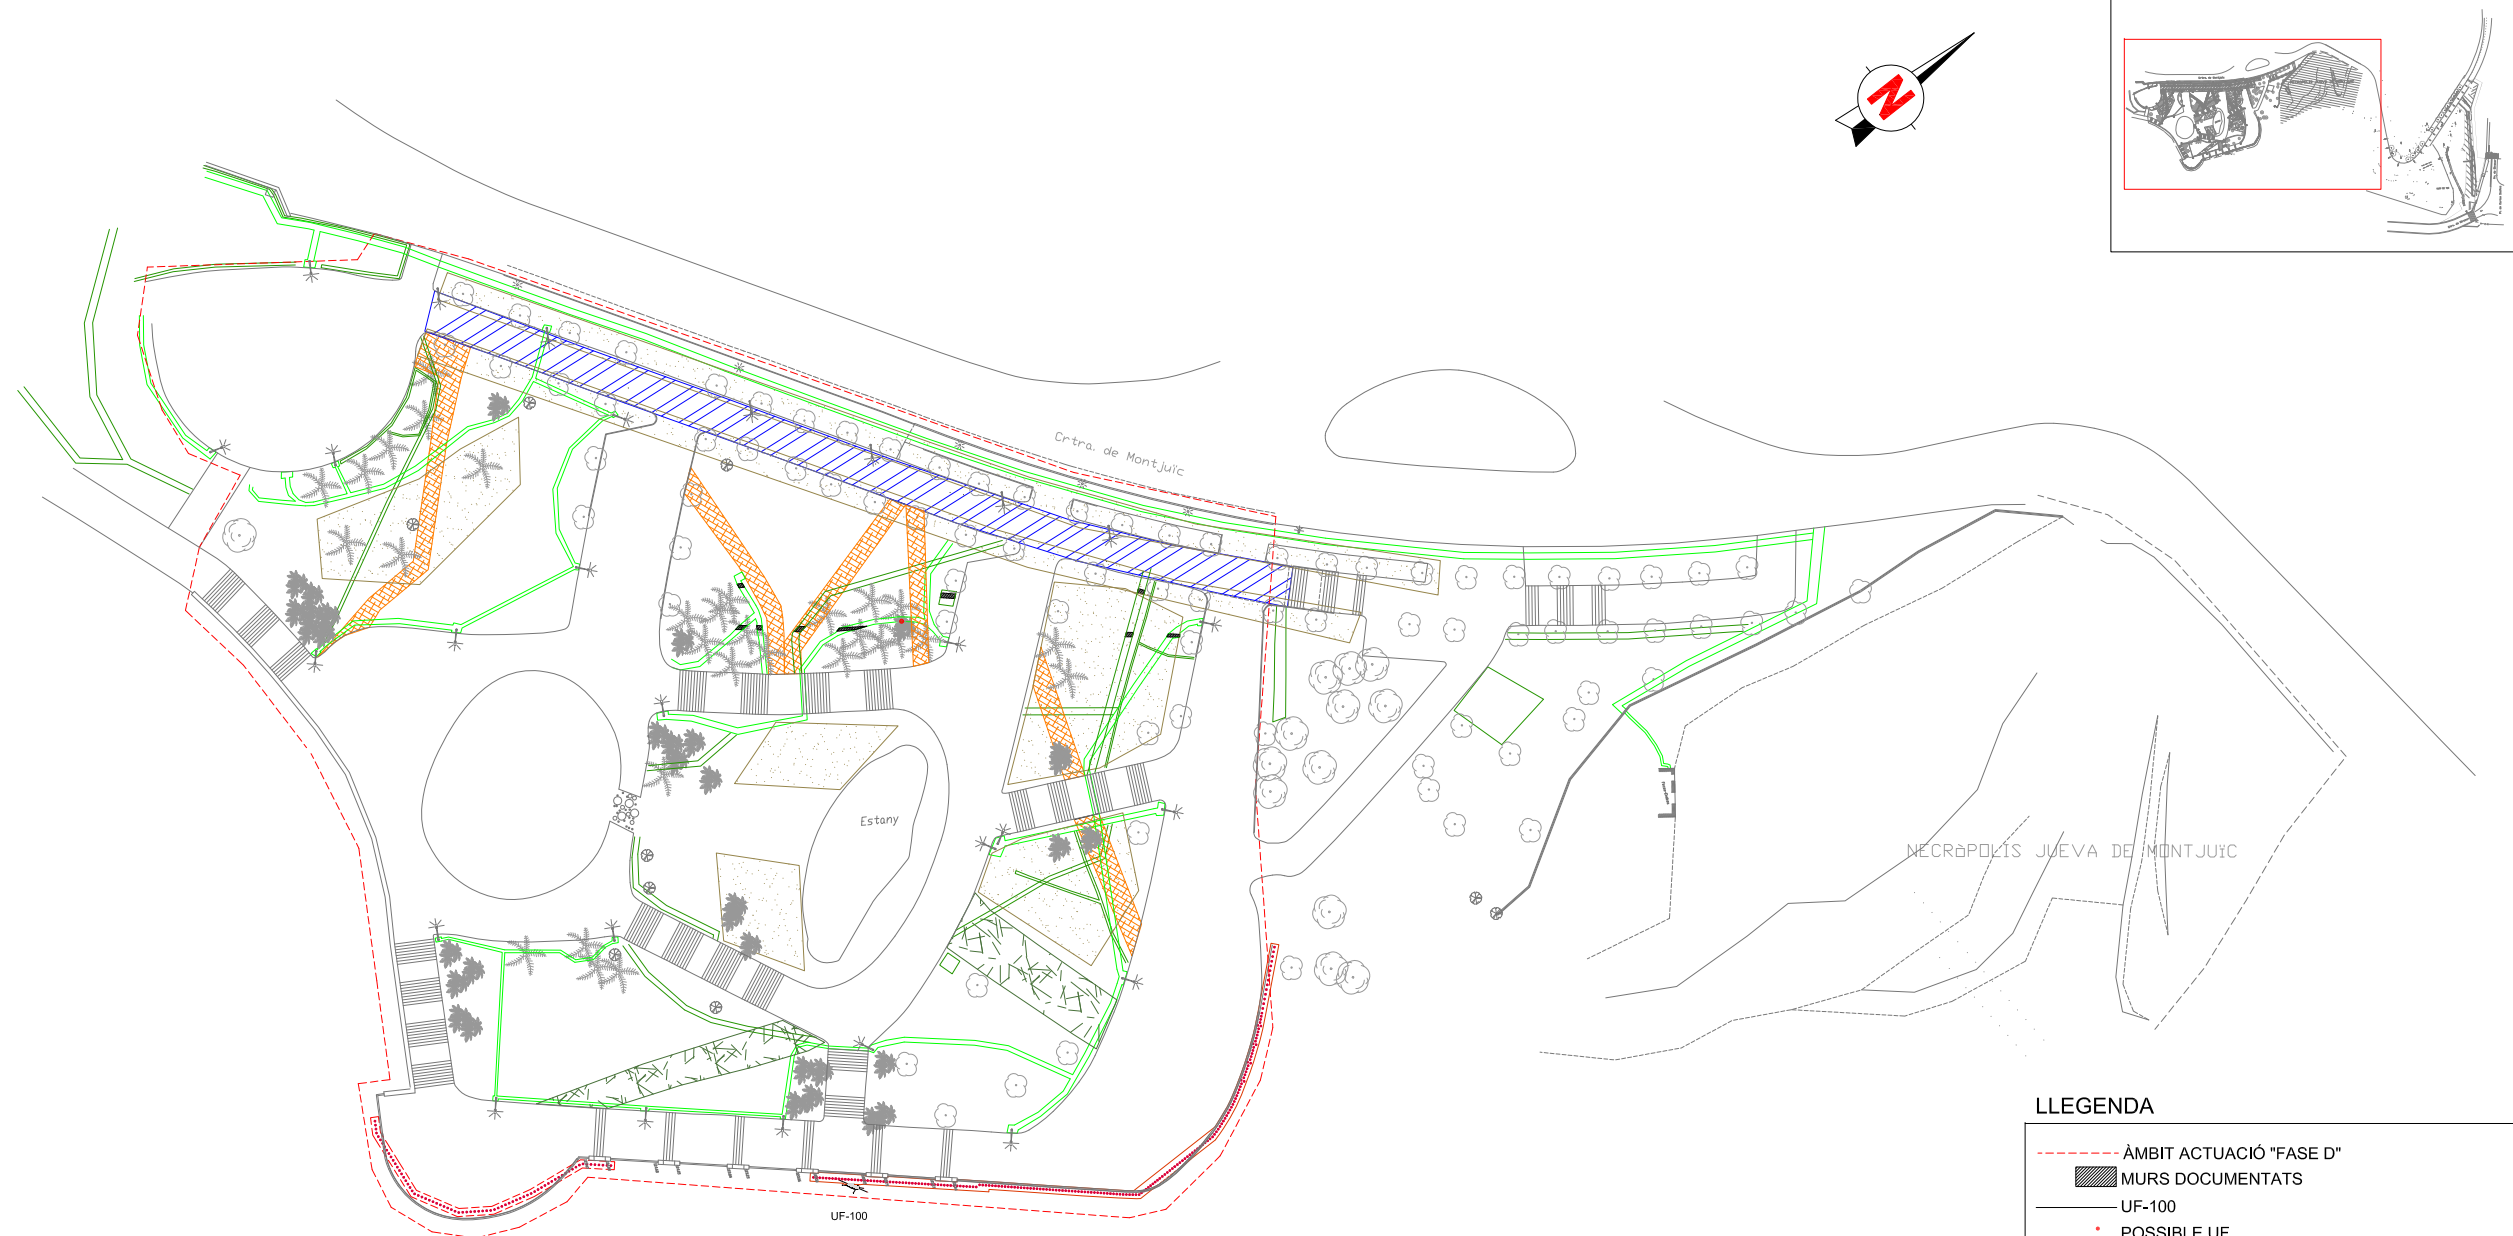 N
Crtra. de Montjuïc
Estany
NECRÒPOLIS JUEVA DE MONTJUÏC
UF-100
LLEGENDA
ÀMBIT ACTUACIÓ "FASE D"
MURS DOCUMENTATS
UF-100
POSSIBLE UF